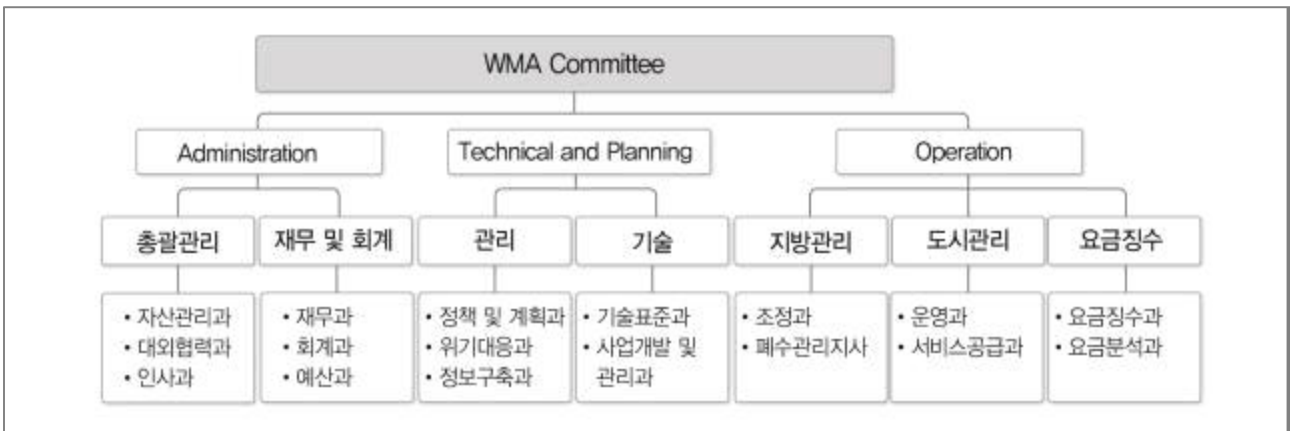 WMA Committee
Administration
Technical and Planning
Operation
총괄관리
재무 및 회계
관리
기술
지방관리
도시관리
요금징수
• 자산관리과
• 대외협력과
• 인사과
• 재무과
• 회계과
• 예산과
• 정책 및 계획과
• 위기대응과
• 정보구축과
• 기술표준과
• 사업개발 및
관리과
• 조정과
• 폐수관리지사
• 운영과
• 서비스공급과
• 요금징수과
• 요금분석과